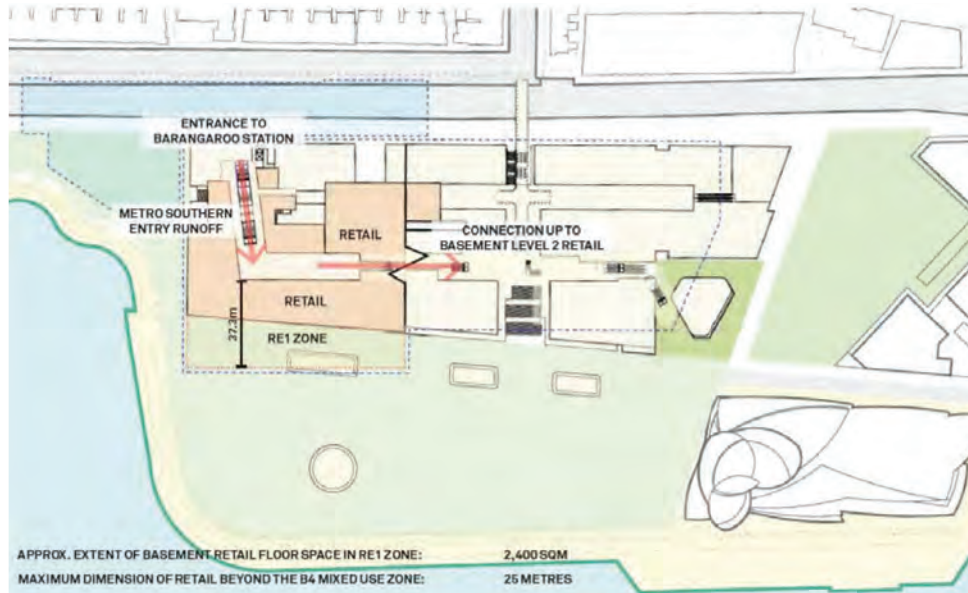 ENTRANCE TO
BARANGAROO STATION
METRO SOUTHERN
ENTRY RUNOFF
RETAIL
CONNECTION UP TO
BASEMENT LEVEL 2 RETAIL
RETAIL
27.3m
RE1 ZONE
APPROX. EXTENT OF BASEMENT RETAIL FLOOR SPACE IN RE1 ZONE: 2,400 SQM
MAXIMUM DIMENSION OF RETAIL BEYOND THE B4 MIXED USE ZONE: 25 METRES